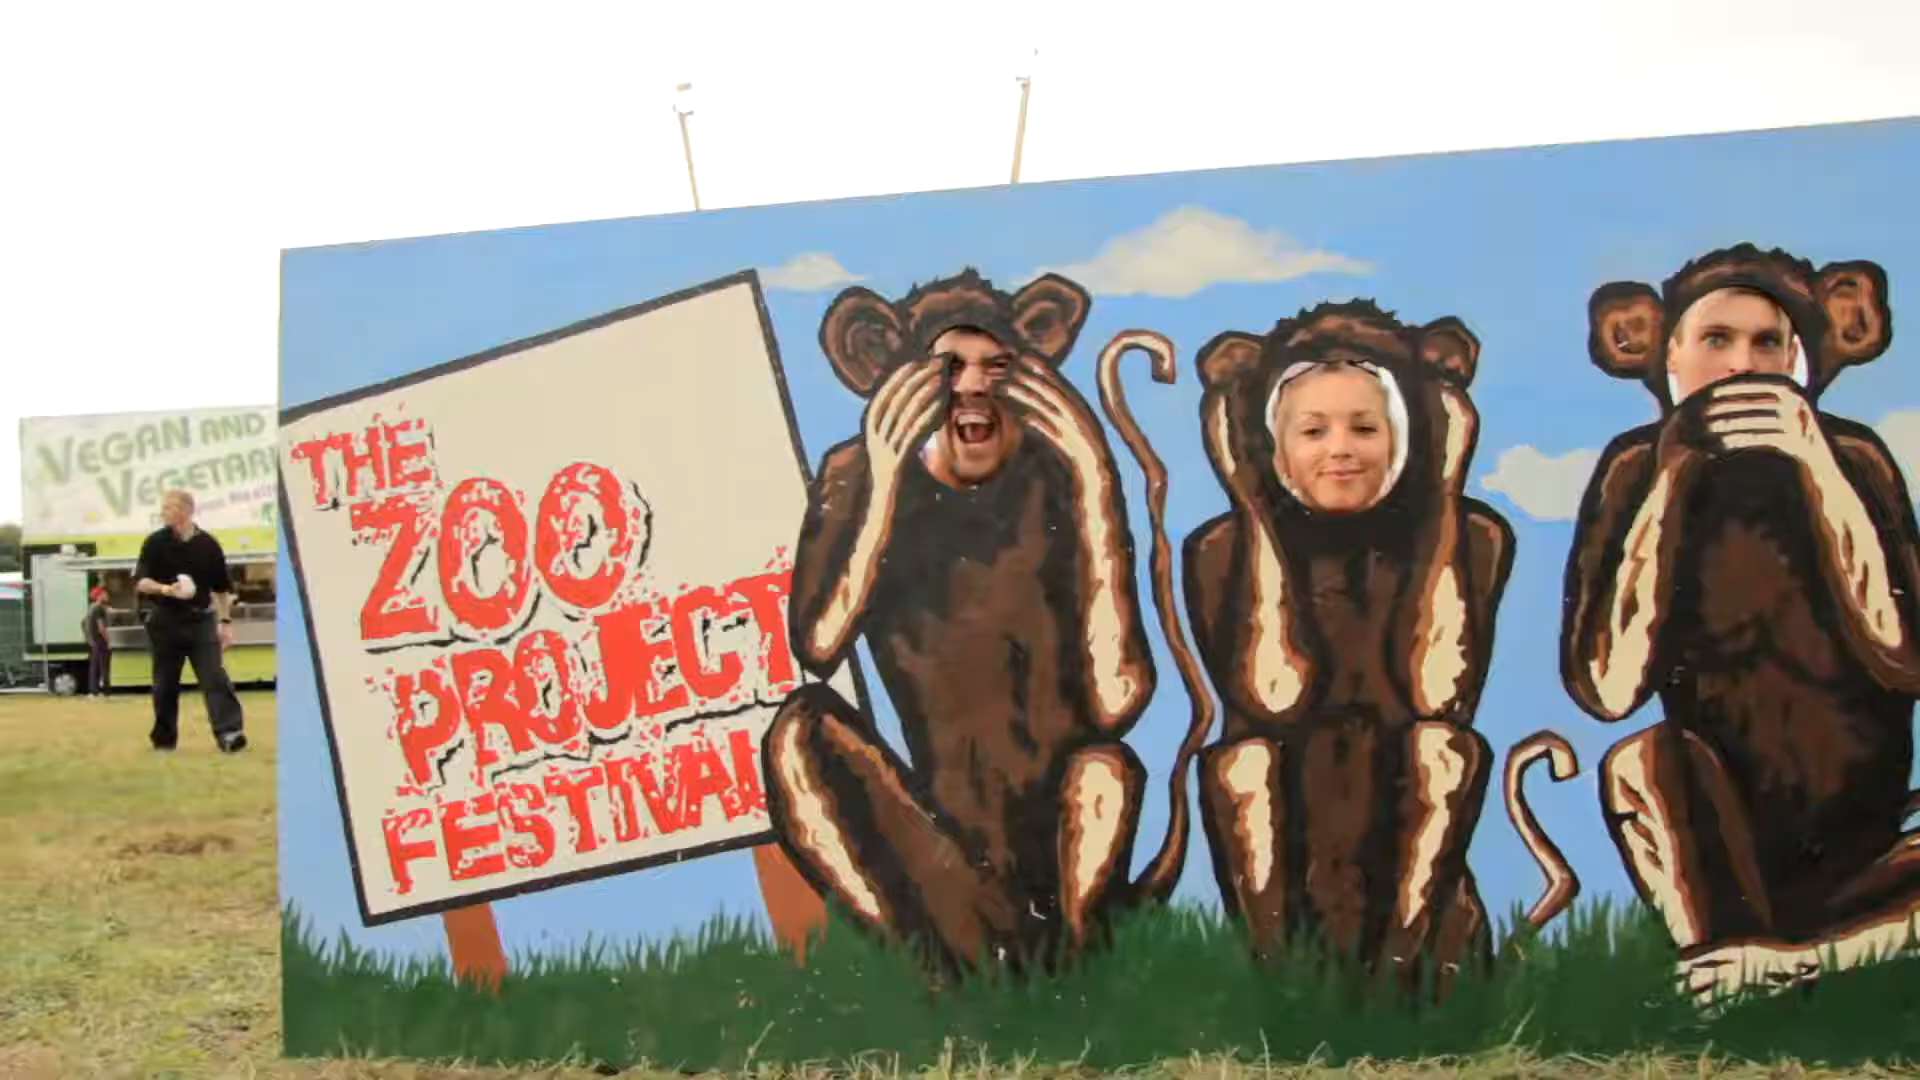 VEGAN AND
VEGETARI
THE
ZOO
PROJECT
FESTIVAL